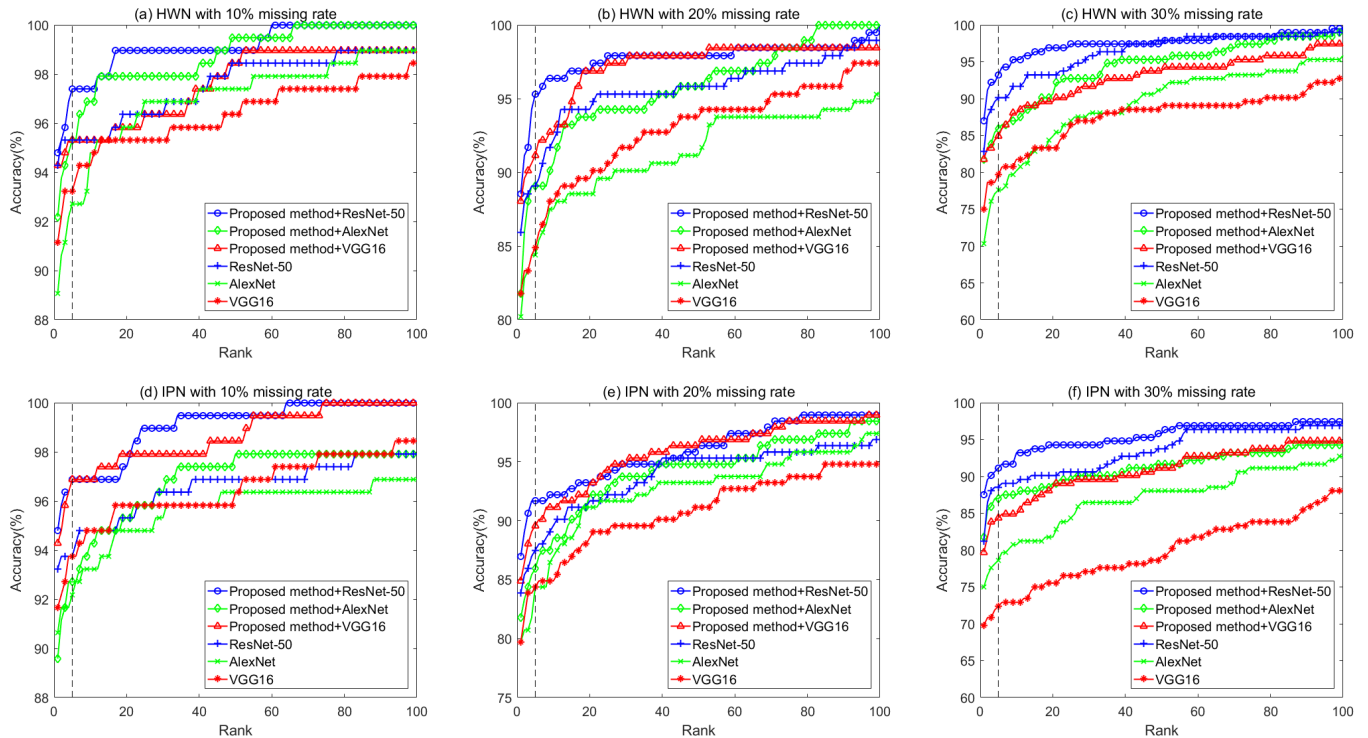 (a) HWN with 10% missing rate
100
98
96
94
92
90
88
Accuracy(%)
0 20 40 60 80 100
Rank
Proposed method+ResNet-50
Proposed method+AlexNet
Proposed method+VGG16
ResNet-50
AlexNet
VGG16
(b) HWN with 20% missing rate
100
95
90
85
80
Accuracy(%)
0 20 40 60 80 100
Rank
Proposed method+ResNet-50
Proposed method+AlexNet
Proposed method+VGG16
ResNet-50
AlexNet
VGG16
(c) HWN with 30% missing rate
100
95
90
85
80
75
70
65
60
Accuracy(%)
0 20 40 60 80 100
Rank
Proposed method+ResNet-50
Proposed method+AlexNet
Proposed method+VGG16
ResNet-50
AlexNet
VGG16
(d) IPN with 10% missing rate
100
98
96
94
92
90
88
Accuracy(%)
0 20 40 60 80 100
Rank
Proposed method+ResNet-50
Proposed method+AlexNet
Proposed method+VGG16
ResNet-50
AlexNet
VGG16
(e) IPN with 20% missing rate
100
95
90
85
80
75
Accuracy(%)
0 20 40 60 80 100
Rank
Proposed method+ResNet-50
Proposed method+AlexNet
Proposed method+VGG16
ResNet-50
AlexNet
VGG16
(f) IPN with 30% missing rate
100
95
90
85
80
75
70
65
60
Accuracy(%)
0 20 40 60 80 100
Rank
Proposed method+ResNet-50
Proposed method+AlexNet
Proposed method+VGG16
ResNet-50
AlexNet
VGG16